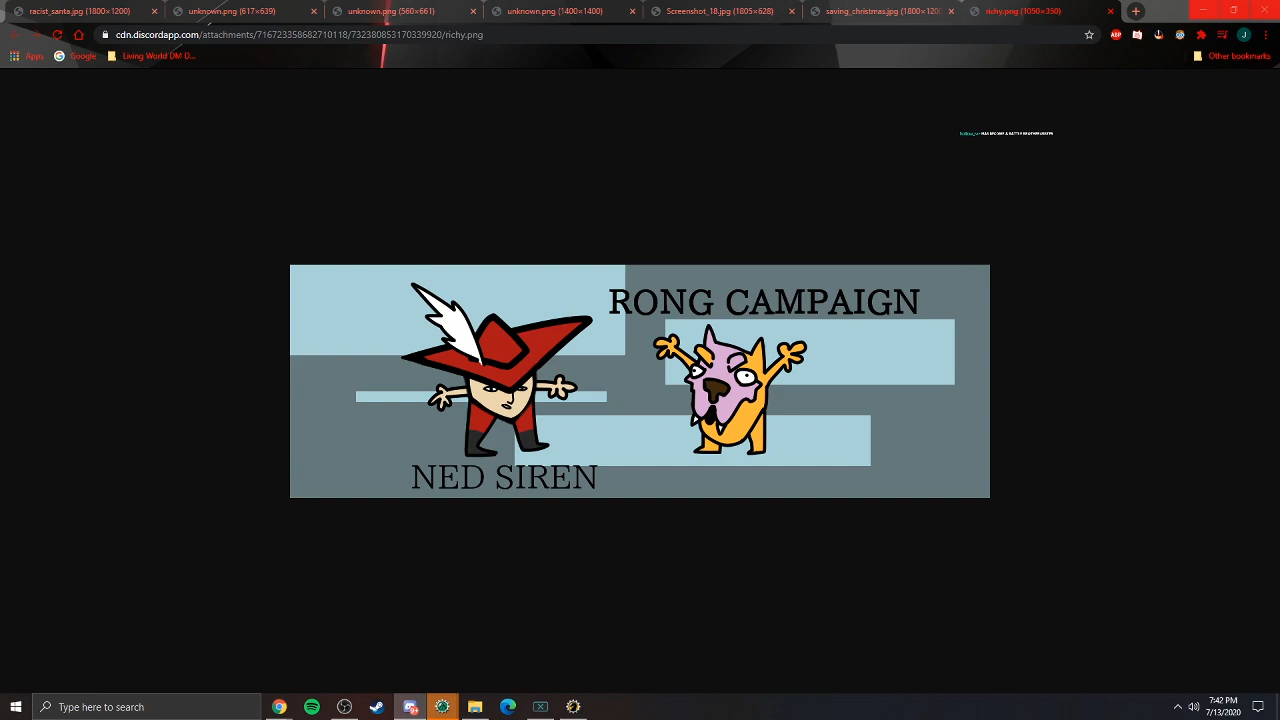 racist_santa.jpg (1800×1200)
unknown.png (617×639)
unknown.png (560×661)
unknown.png (1400×1400)
Screenshot_18.jpg (1805×628)
saving_christmas.jpg (1800×120
richy.png (1050×350)
cdn.discordapp.com/attachments/716723358682710118/732380853170339920/richy.png
ABP
J
Apps
Google
Living World DM D...
Other bookmarks
RONG CAMPAIGN
NED SIREN
Type here to search
7:42 PM
7/13/2020